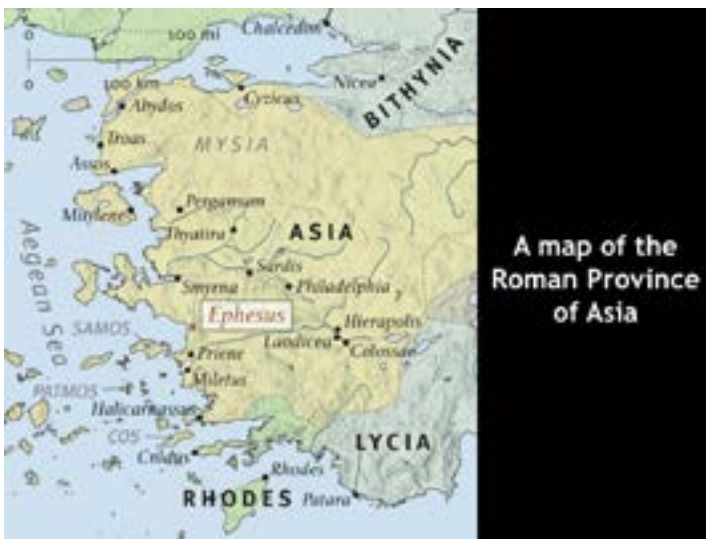 0 100 mi
0 100 km
Chalcedon
Nicea
BITHYNIA
Cyzicus
Abydos
Troas
MYSIA
Assos
Mitylene
Pergamum
Thyatira
ASIA
Aegean Sea
Sardis
Smyrna
Philadelphia
Ephesus
SAMOS
Hierapolis
Laodicea
Colossae
Priene
Miletus
PATMOS
Halicarnassus
COS
Cnidus
LYCIA
Rhodes
RHODES
Patara
A map of the
Roman Province
of Asia